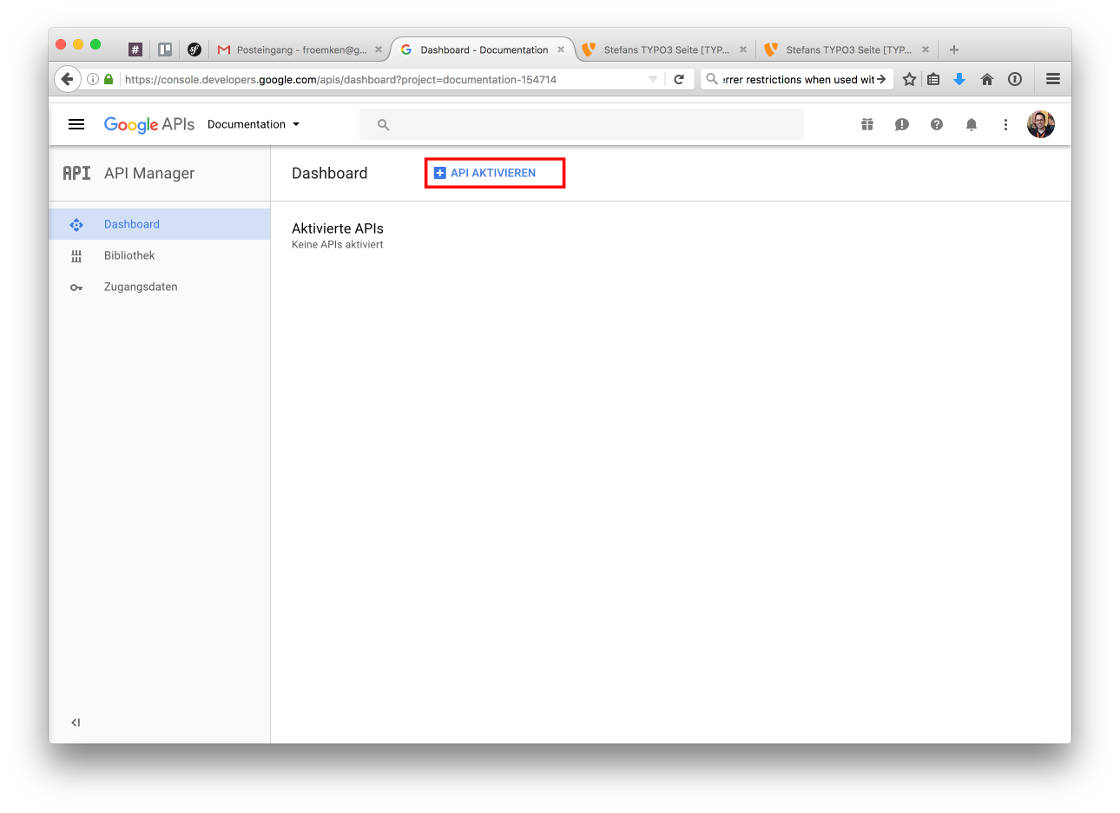 Posteingang - froemken@g...
Dashboard - Documentation
Stefans TYPO3 Seite [TYP...
Stefans TYPO3 Seite [TYP...
https://console.developers.google.com/apis/dashboard?project=documentation-154714
rrer restrictions when used wit
Google APIs
Documentation
API
API Manager
Dashboard
API AKTIVIEREN
Dashboard
Bibliothek
Zugangsdaten
Aktivierte APIs
Keine APIs aktiviert